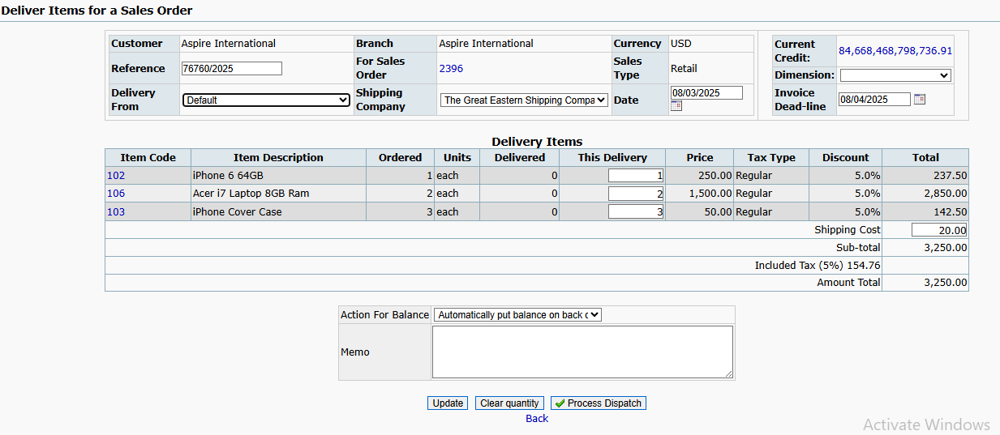 Deliver Items for a Sales Order
Customer Aspire International Branch Aspire International Currency USD Current Credit: 84,668,468,798,736.91
Reference 76760/2025 For Sales Order 2396 Sales Type Retail Dimension:
Delivery From Default Shipping Company The Great Eastern Shipping Compa Date 08/03/2025 Invoice Dead-line 08/04/2025
Delivery Items
Item Code Item Description Ordered Units Delivered This Delivery Price Tax Type Discount Total
102 iPhone 6 64GB 1 each 0 1 250.00 Regular 5.0% 237.50
106 Acer i7 Laptop 8GB Ram 2 each 0 2 1,500.00 Regular 5.0% 2,850.00
103 iPhone Cover Case 3 each 0 3 50.00 Regular 5.0% 142.50
Shipping Cost 20.00
Sub-total 3,250.00
Included Tax (5%) 154.76
Amount Total 3,250.00
Action For Balance Automatically put balance on back
Memo
Update Clear quantity Process Dispatch
Back
Activate Windows